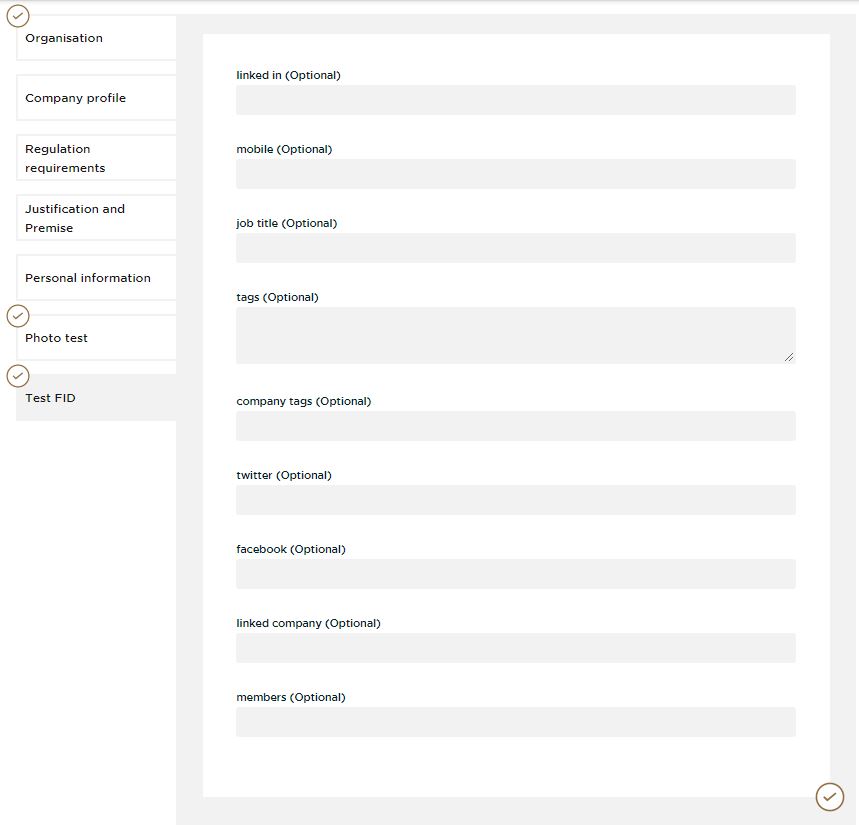 Organisation
Company profile
Regulation
requirements
Justification and
Premise
Personal information
Photo test
Test FID
linked in (Optional)
mobile (Optional)
job title (Optional)
tags (Optional)
company tags (Optional)
twitter (Optional)
facebook (Optional)
linked company (Optional)
members (Optional)